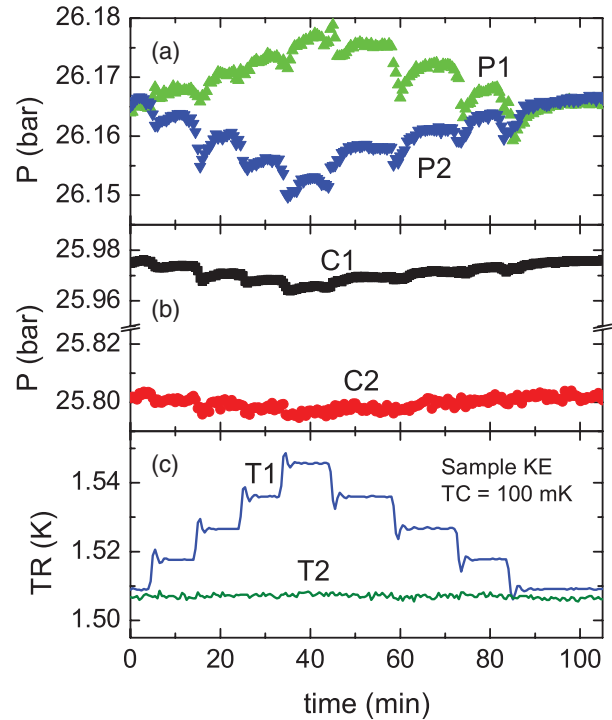 26.18
(a)
P1
26.17
P (bar)
26.16
P2
26.15
25.98
C1
25.96
(b)
P (bar)
25.82
C2
25.80
(c)
T1
Sample KE
1.54
TC = 100 mK
TR (K)
1.52
T2
1.50
0 20 40 60 80 100
time (min)